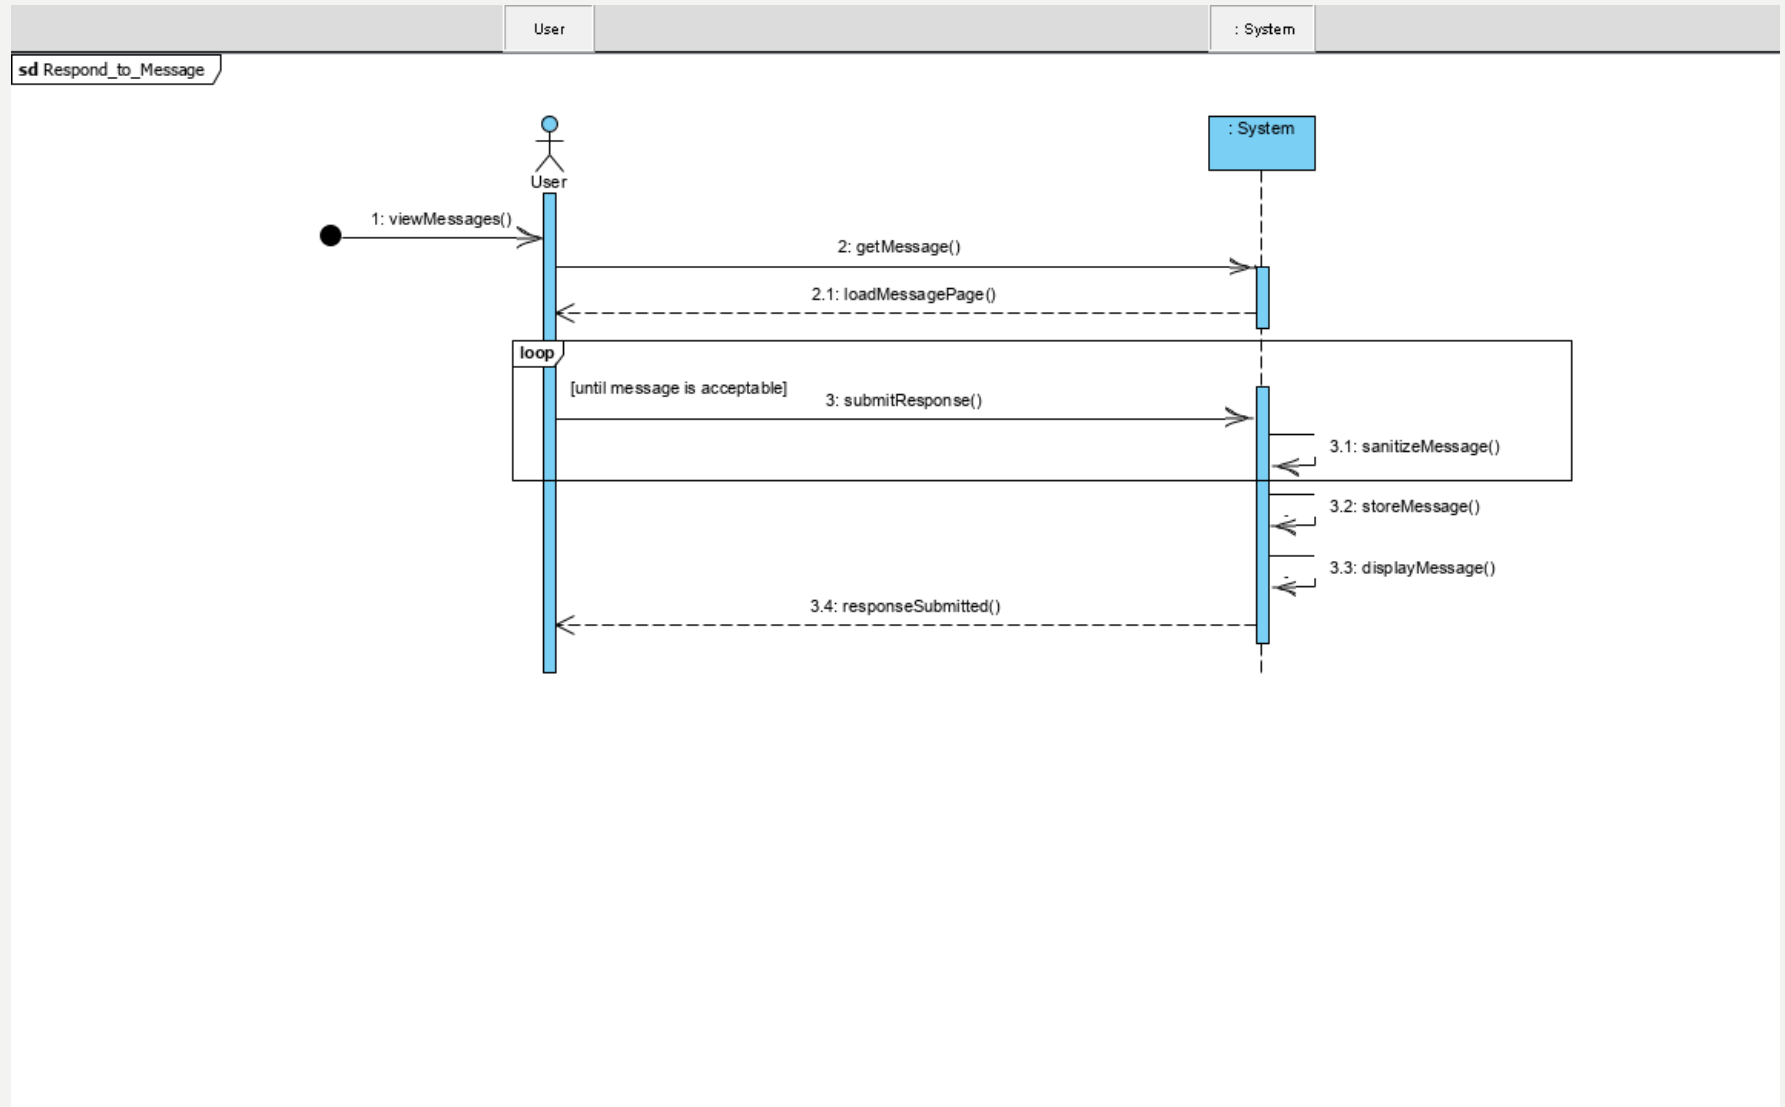 User
: System
sd Respond_to_Message
: System
User
1: viewMessages()
2: getMessage()
2.1: loadMessagePage()
loop
[until message is acceptable]
3: submitResponse()
3.1: sanitizeMessage()
3.2: storeMessage()
3.3: displayMessage()
3.4: responseSubmitted()